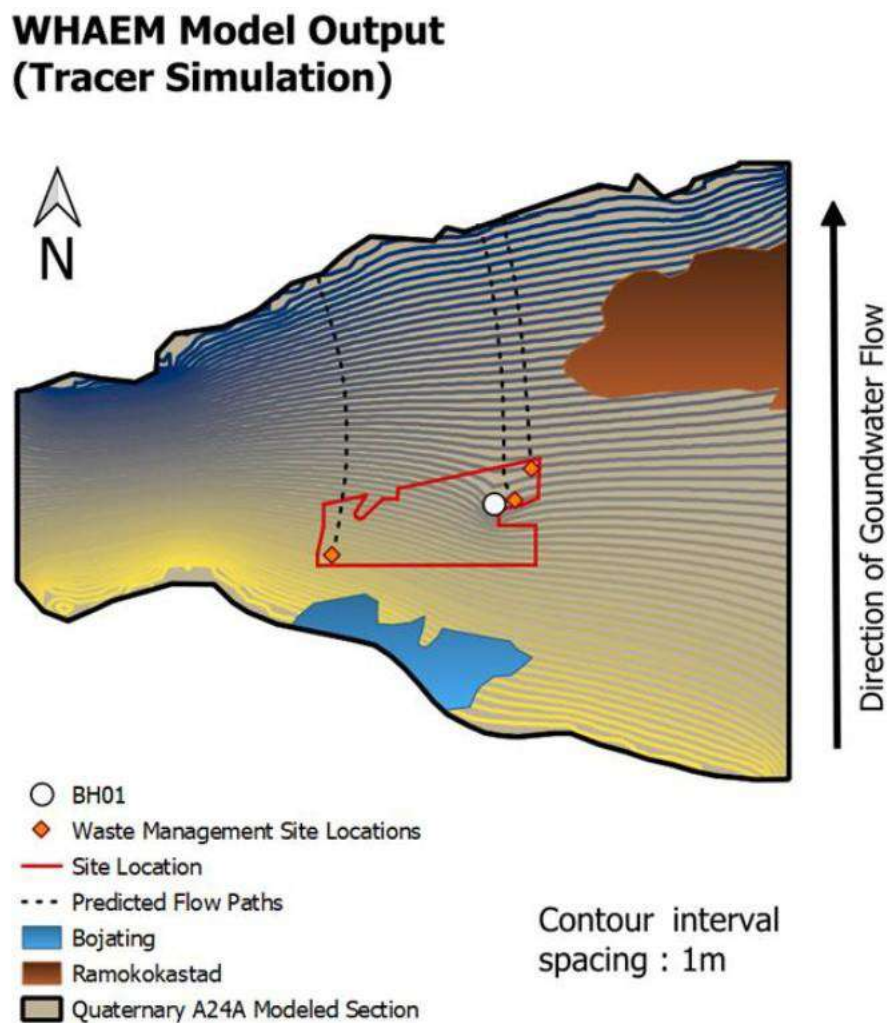 WHAEM Model Output
(Tracer Simulation)
N
Direction of Goundwater Flow
BH01
Waste Management Site Locations
Site Location
Predicted Flow Paths
Bojating
Ramokokastad
Quaternary A24A Modeled Section
Contour interval
spacing : 1m